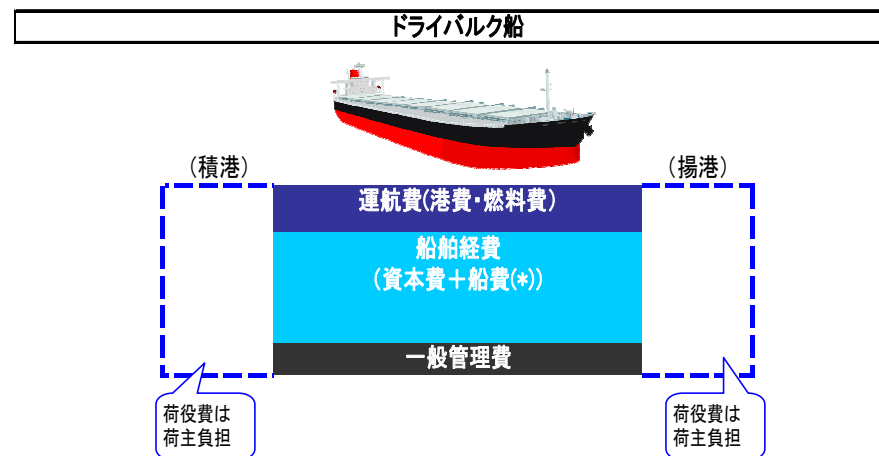 ドライバルク船
（積港）
（揚港）
運航費(港費・燃料費）
船舶経費
（資本費＋船費(*)）
一般管理費
荷役費は
荷主負担
荷役費は
荷主負担